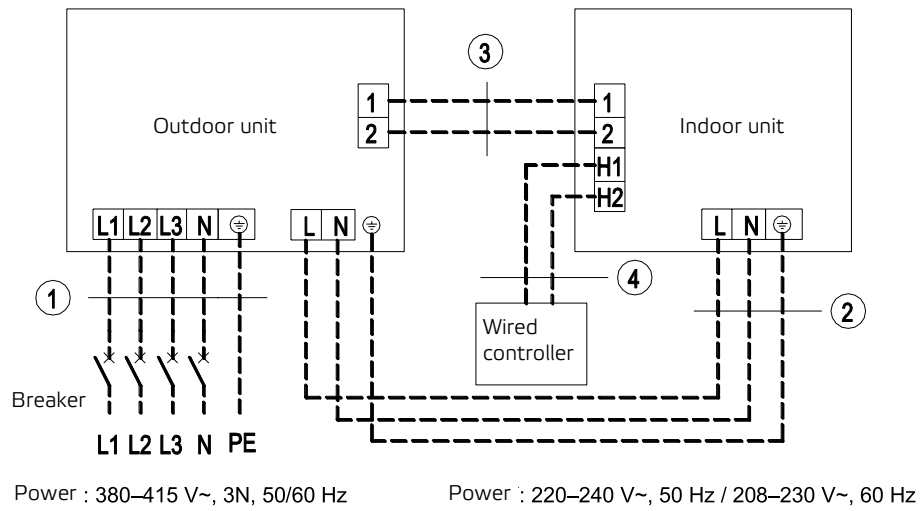 3
1
1
Outdoor unit
Indoor unit
2
2
H1
H2
L1 L2 L3 N
L N
L N
4
1
2
Wired
controller
Breaker
L1 L2 L3 N PE
Power : 380–415 V~, 3N, 50/60 Hz
Power : 220–240 V~, 50 Hz / 208–230 V~, 60 Hz